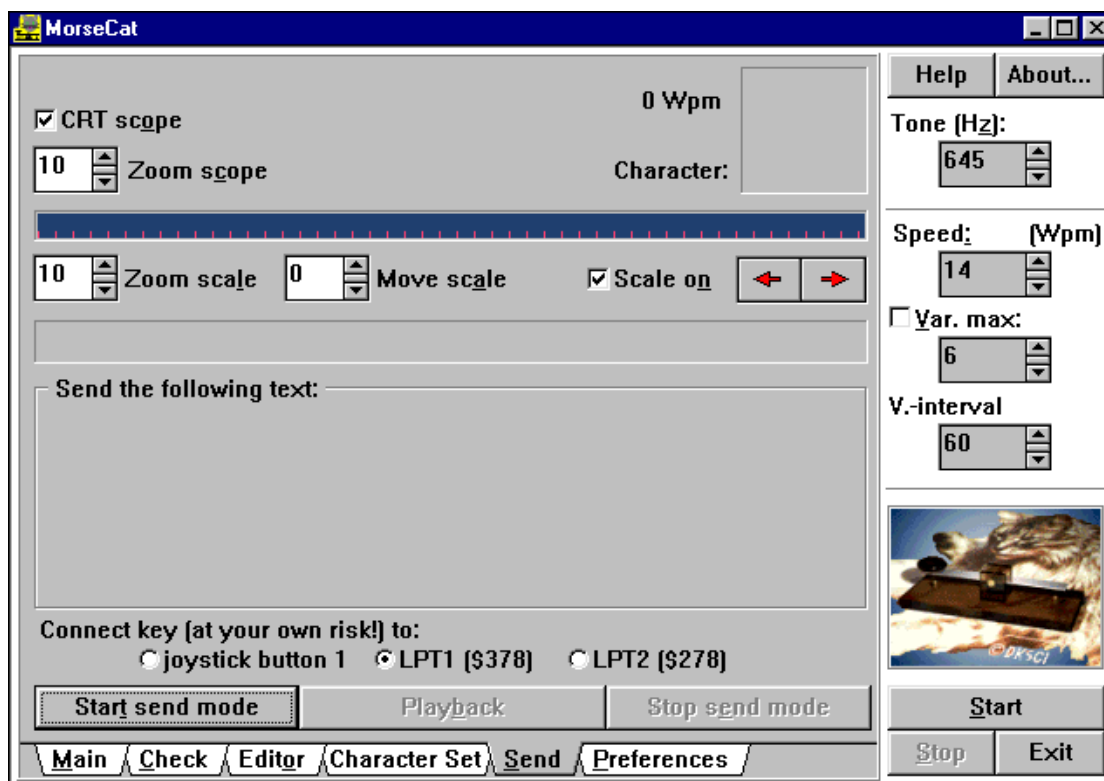 MorseCat
Help About...
0 Wpm
CRT scope
Tone (Hz):
10 Zoom scope
Character:
645
Speed: (Wpm)
14
10 Zoom scale 0 Move scale Scale on
Var. max:
6
Send the following text:
V.-interval
60
©DK5CI
Connect key (at your own risk!) to:
joystick button 1 LPT1 ($378) LPT2 ($278)
Start send mode Playback Stop send mode
Start
Stop Exit
Main Check Editor Character Set Send Preferences